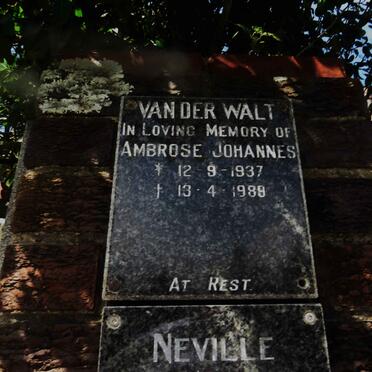 VAN DER WALT
IN LOVING MEMORY OF
AMBROSE JOHANNES
* 12-9-1937
† 13-4-1988
AT REST
NEVILLE